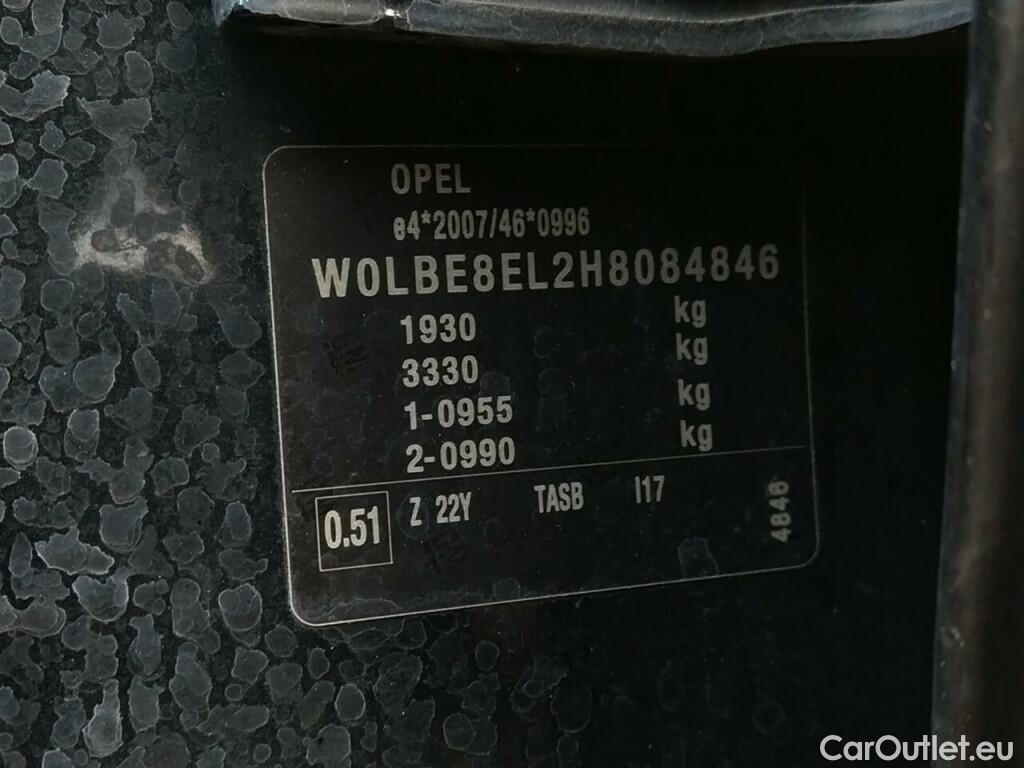 OPEL
e4*2007/46*0996
W0LBE8EL2H8084846
1930 kg
3330 kg
1-0955 kg
2-0990 kg
0.51 Z 22Y TASB I17
4846
CarOutlet.eu